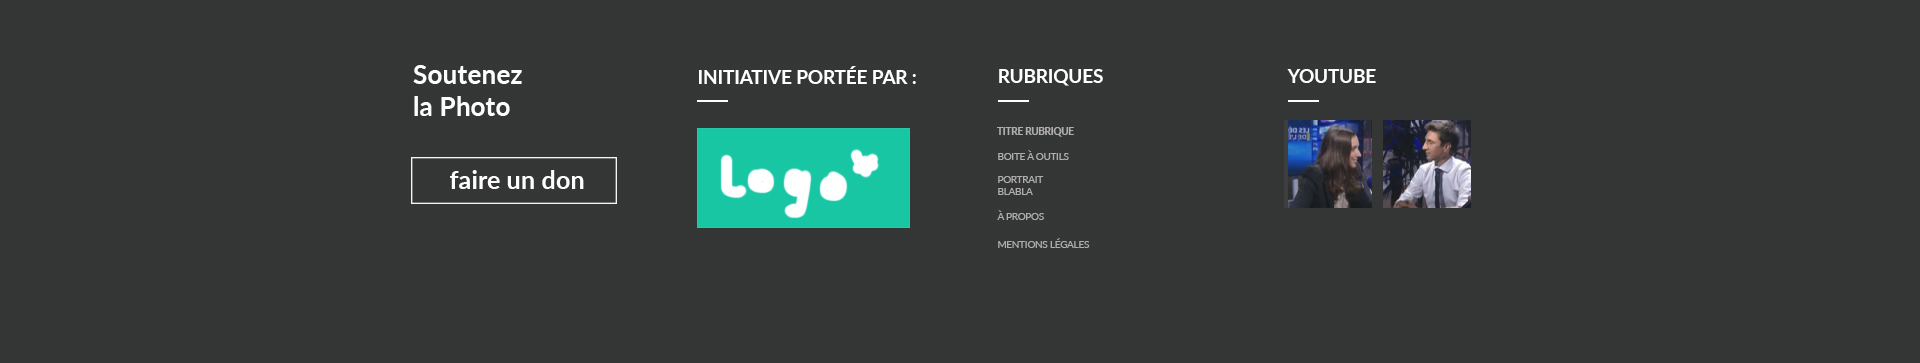 Soutenez
la Photo
faire un don
INITIATIVE PORTÉE PAR :
Logo
RUBRIQUES
TITRE RUBRIQUE
BOITE À OUTILS
PORTRAIT
BLABLA
À PROPOS
MENTIONS LÉGALES
YOUTUBE